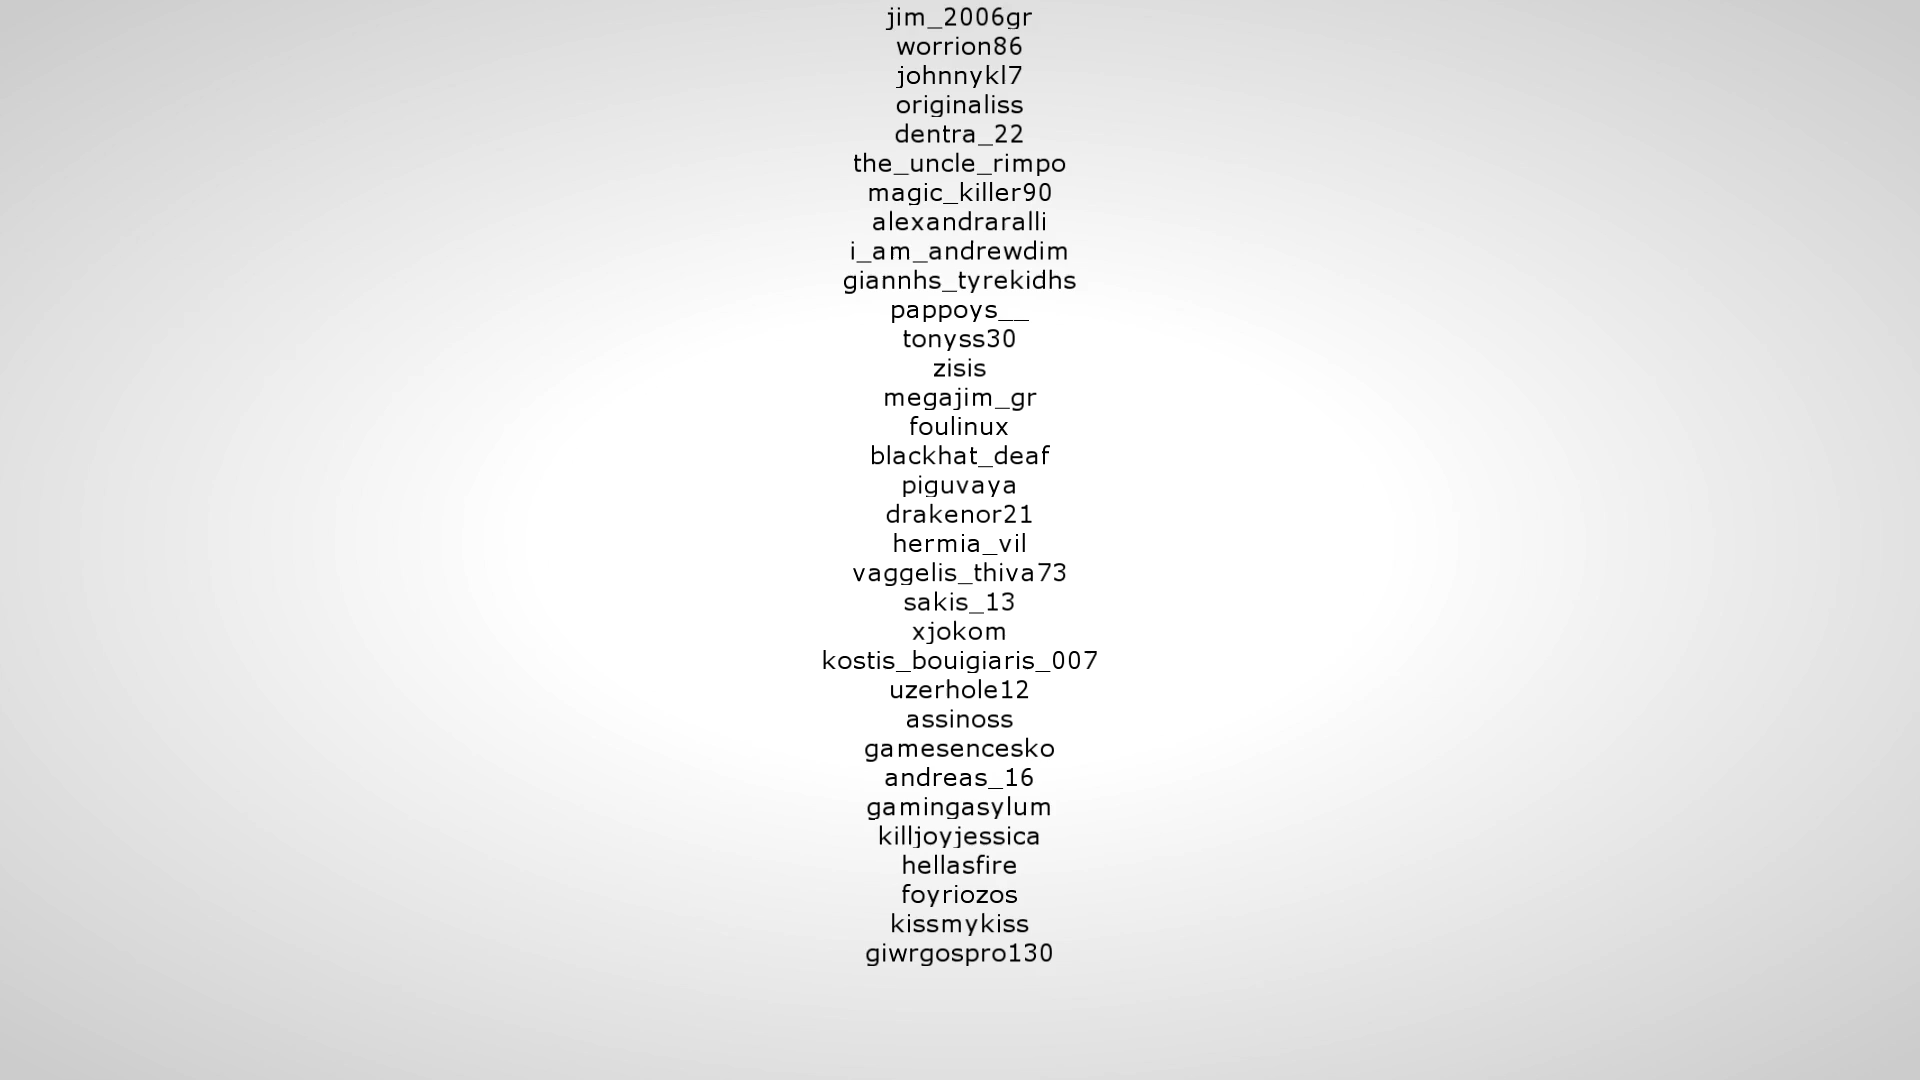 jim_2006gr
worrion86
johnnykl7
originaliss
dentra_22
the_uncle_rimpo
magic_killer90
alexandraralli
i_am_andrewdim
giannhs_tyrekidhs
pappoys__
tonyss30
zisis
megajim_gr
foulinux
blackhat_deaf
piguvaya
drakenor21
hermia_vil
vaggelis_thiva73
sakis_13
xjokom
kostis_bouigiaris_007
uzerhole12
assinoss
gamesencesko
andreas_16
gamingasylum
killjoyjessica
hellasfire
foyriozos
kissmykiss
giwrgospro130